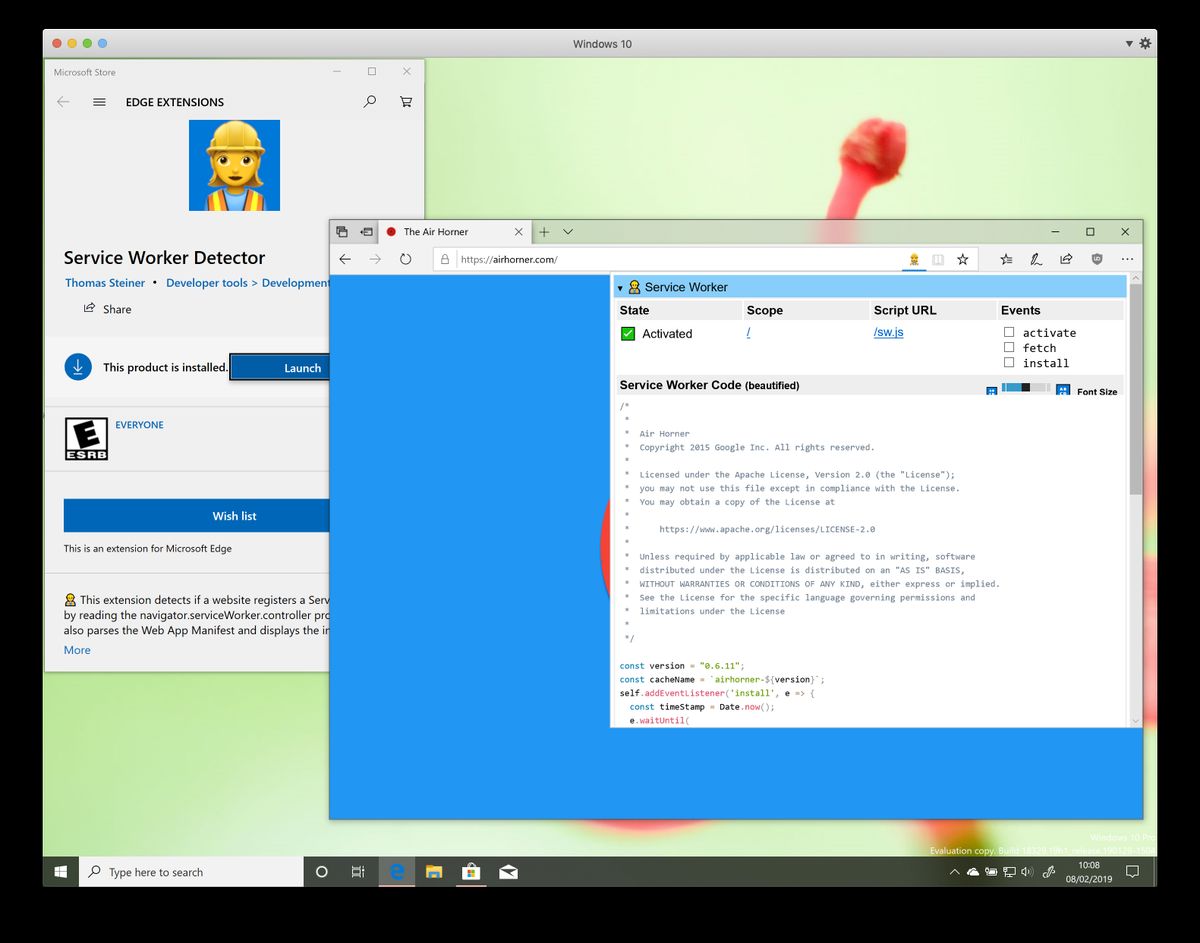 Windows 10
Microsoft Store
EDGE EXTENSIONS
Service Worker Detector
Thomas Steiner • Developer tools > Development
Share
This product is installed.
Launch
E
ESRB
EVERYONE
Wish list
This is an extension for Microsoft Edge
This extension detects if a website registers a Serv
by reading the navigator.serviceWorker.controller pro
also parses the Web App Manifest and displays the in
More
The Air Horner
https://airhorner.com/
Service Worker
State Scope Script URL Events
Activated / /sw.js
activate
fetch
install
Service Worker Code (beautified)
Font Size
/*
*
* Air Horner
* Copyright 2015 Google Inc. All rights reserved.
*
* Licensed under the Apache License, Version 2.0 (the "License");
* you may not use this file except in compliance with the License.
* You may obtain a copy of the License at
*
* https://www.apache.org/licenses/LICENSE-2.0
*
* Unless required by applicable law or agreed to in writing, software
* distributed under the License is distributed on an "AS IS" BASIS,
* WITHOUT WARRANTIES OR CONDITIONS OF ANY KIND, either express or implied.
* See the License for the specific language governing permissions and
* limitations under the License
*
*/
const version = "0.6.11";
const cacheName = `airhorner-${version}`;
self.addEventListener('install', e => {
const timeStamp = Date.now();
e.waitUntil(
Windows 10 Pro
Evaluation copy. Build 18329.19h1_release.190128-1504
Type here to search
10:08
08/02/2019